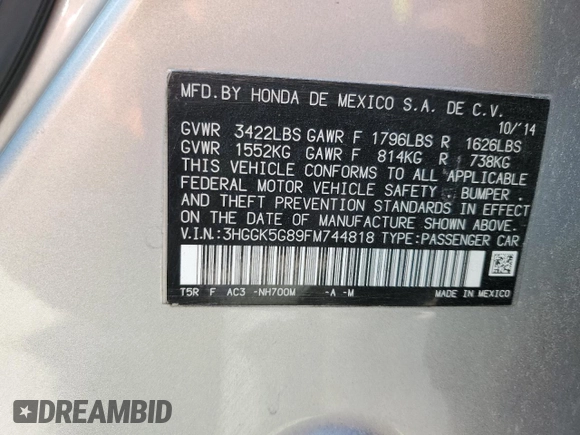 MFD.BY HONDA DE MEXICO S.A. DE C.V.
10/'14
GVWR 3422LBS GAWR F 1796LBS R 1626LBS
GVWR 1552KG GAWR F 814KG R 738KG
THIS VEHICLE CONFORMS TO ALL APPLICABLE
FEDERAL MOTOR VEHICLE SAFETY , BUMPER ,
AND THEFT PREVENTION STANDARDS IN EFFECT
ON THE DATE OF MANUFACTURE SHOWN ABOVE.
V.I.N.:3HGGK5G89FM744818 TYPE:PASSENGER CAR
T5R F AC3 -NH700M -A -M MADE IN MEXICO
DREAMBID